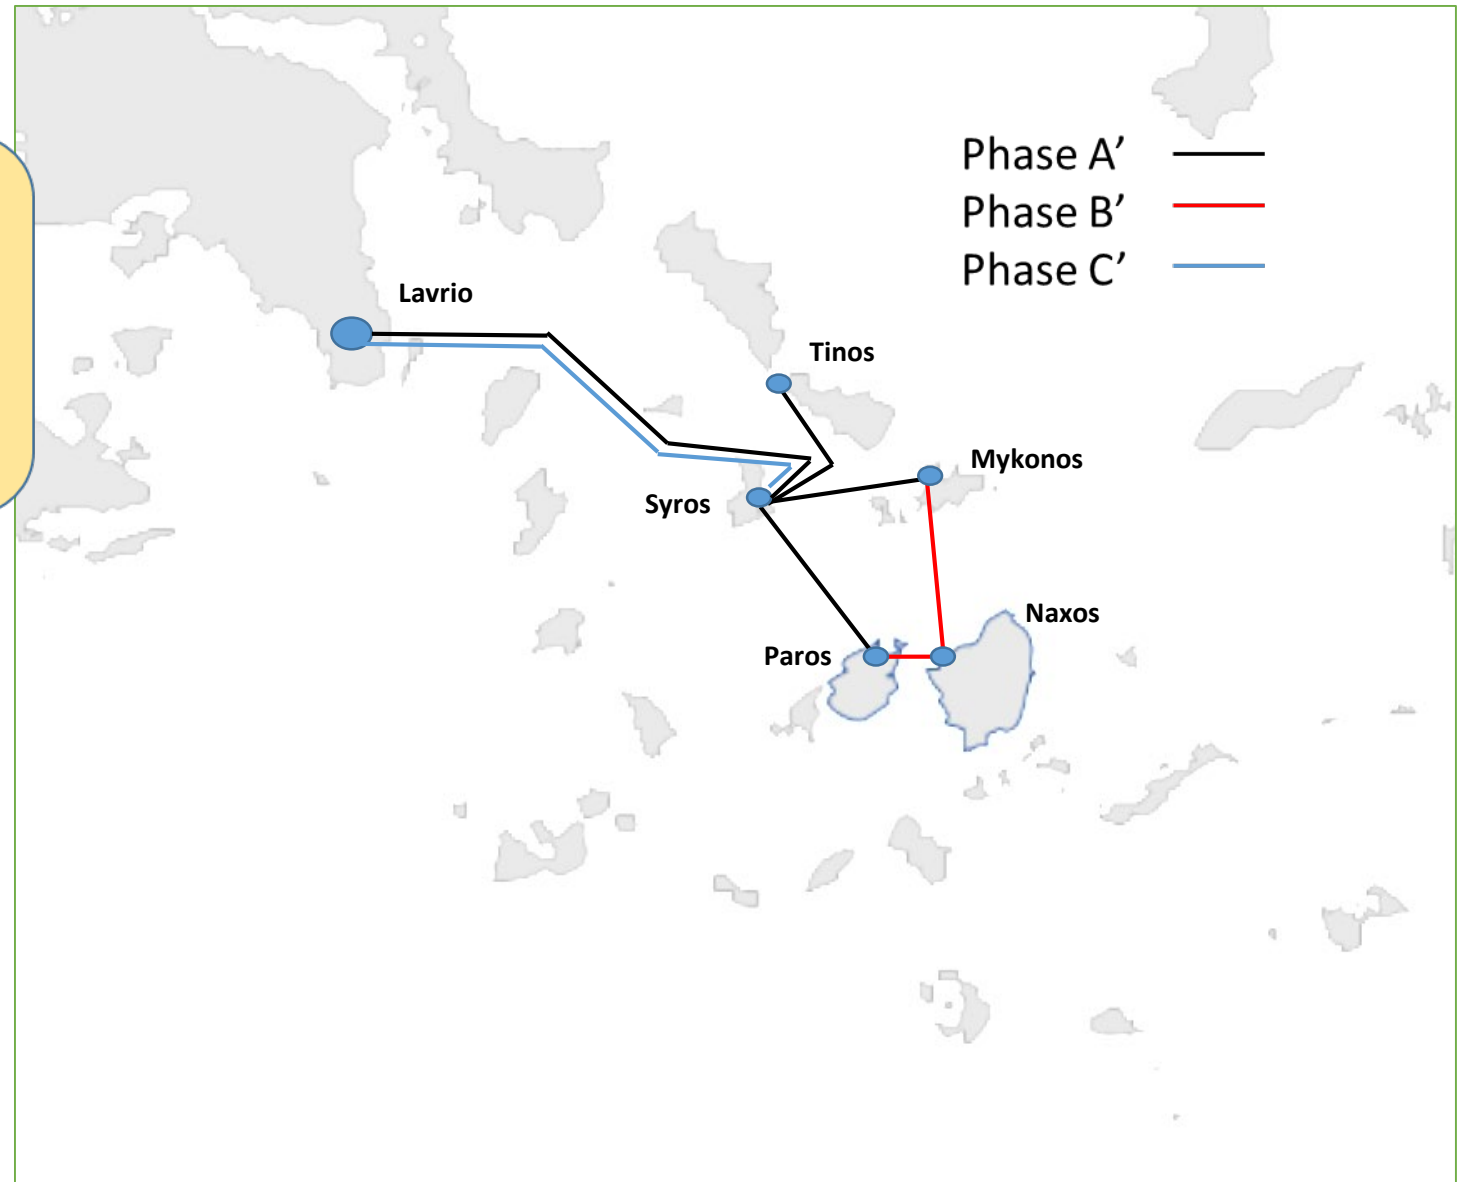 Phase A’
Phase B’
Phase C’
Lavrio
Tinos
Mykonos
Syros
Naxos
Paros